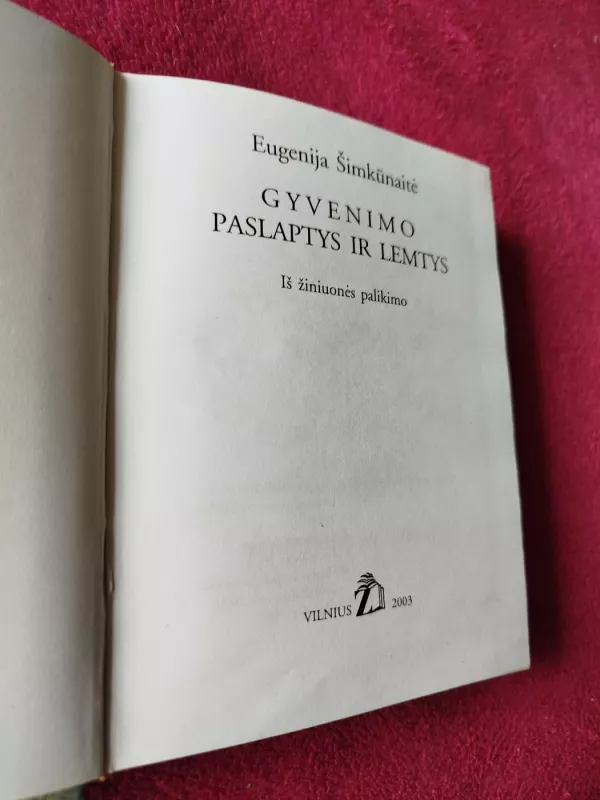 Eugenija Šimkūnaitė
GYVENIMO
PASLAPTYS IR LEMTYS
Iš žiniuonės palikimo
VILNIUS Ž 2003